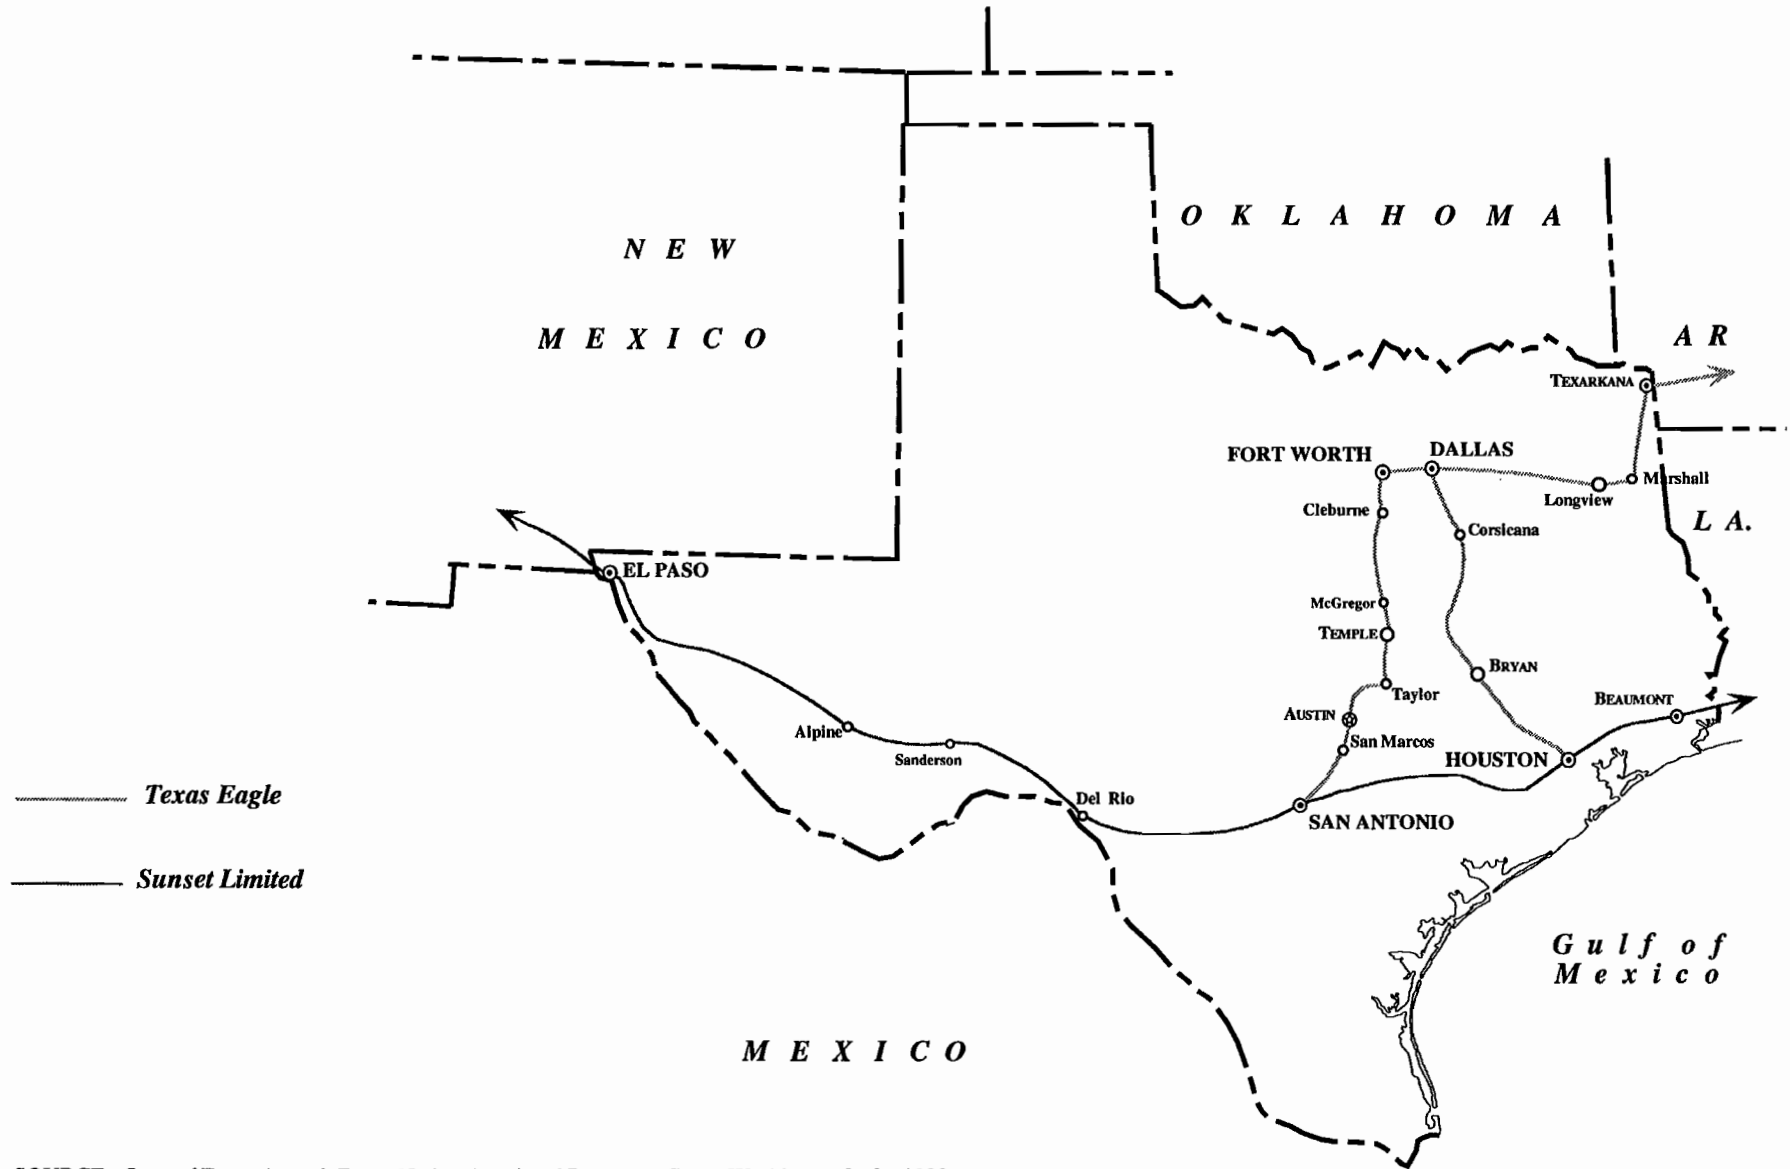 OKLAHOMA
NEW
MEXICO
AR
TEXARKANA
FORT WORTH
DALLAS
Marshall
Longview
Cleburne
LA.
Corsicana
EL PASO
McGregor
TEMPLE
BRYAN
Taylor
BEAUMONT
AUSTIN
Alpine
San Marcos
Sanderson
HOUSTON
Texas Eagle
Del Rio
SAN ANTONIO
Sunset Limited
Gulf of
Mexico
MEXICO